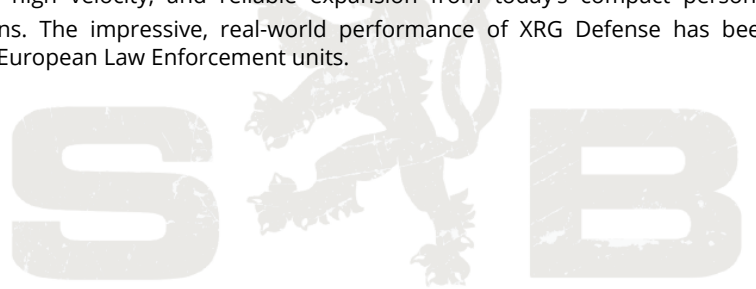 high velocity, and reliable expansion from today's compact person
ns. The impressive, real-world performance of XRG Defense has bee
European Law Enforcement units.
S B